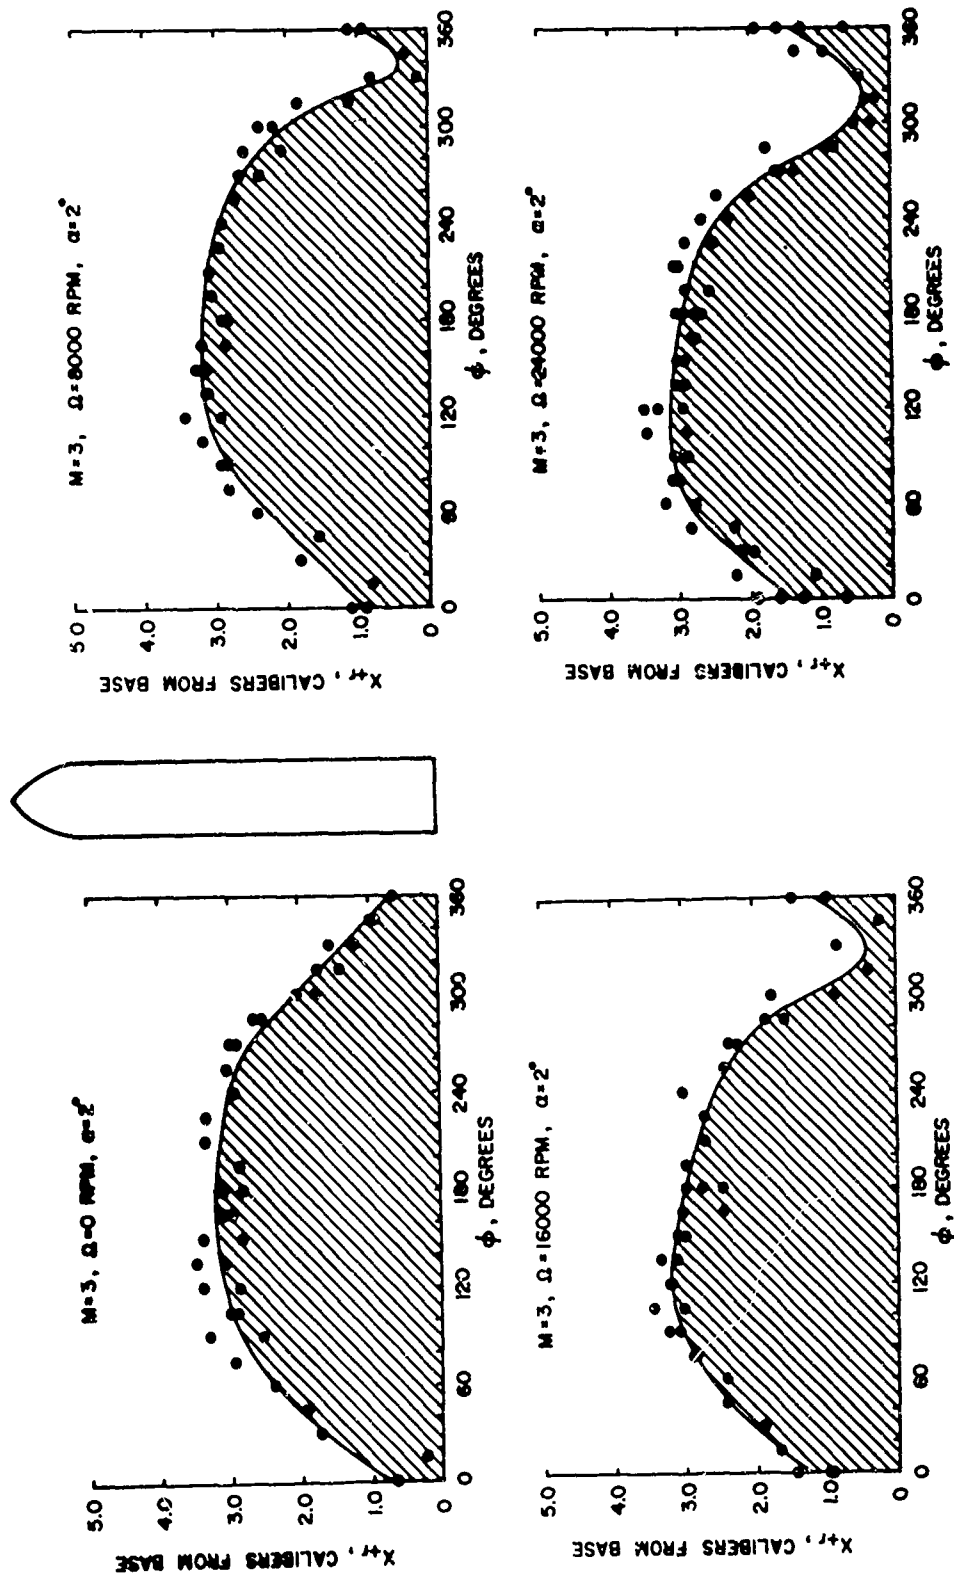 M=3, Ω=0 RPM, α=2°
X+r, CALIBERS FROM BASE
5.0
4.0
3.0
2.0
1.0
0
0 60 120 180 240 300 360
ϕ, DEGREES
M=3, Ω=8000 RPM, α=2°
X+r, CALIBERS FROM BASE
5.0
4.0
3.0
2.0
1.0
0
0 60 120 180 240 300 360
ϕ, DEGREES
M=3, Ω=16000 RPM, α=2°
X+r, CALIBERS FROM BASE
5.0
4.0
3.0
2.0
1.0
0
0 60 120 180 240 300 360
ϕ, DEGREES
M=3, Ω=24000 RPM, α=2°
X+r, CALIBERS FROM BASE
5.0
4.0
3.0
2.0
1.0
0
0 60 120 180 240 300 360
ϕ, DEGREES